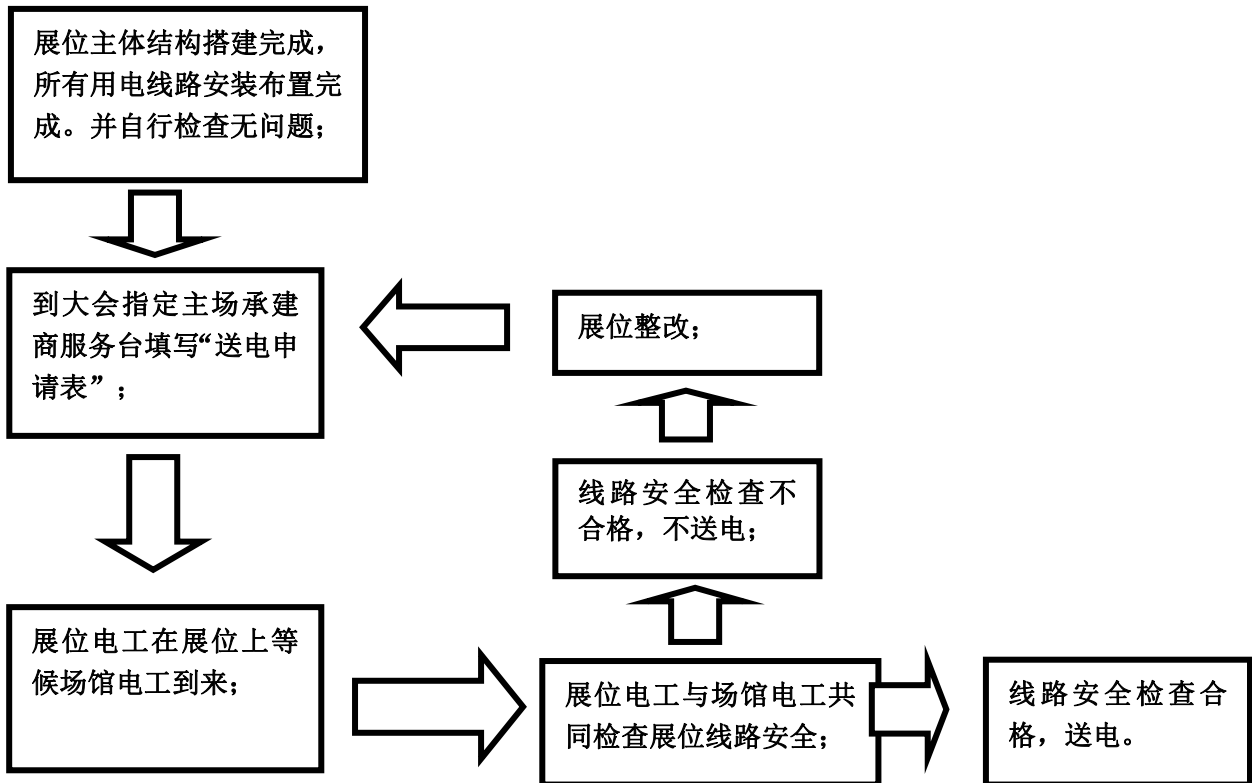 展位主体结构搭建完成，
所有用电线路安装布置完
成。并自行检查无问题；
到大会指定主场承建
商服务台填写“送电申
请表”；
展位整改；
线路安全检查不
合格，不送电；
展位电工在展位上等
候场馆电工到来；
展位电工与场馆电工共
同检查展位线路安全；
线路安全检查合
格，送电。